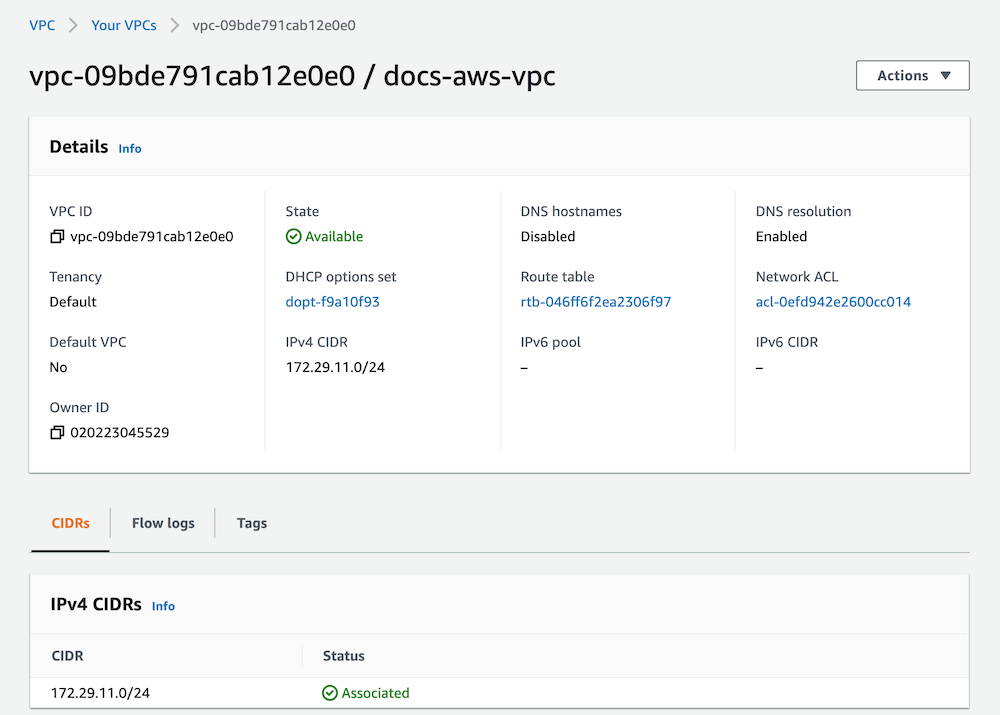 VPC > Your VPCs > vpc-09bde791cab12e0e0
vpc-09bde791cab12e0e0 / docs-aws-vpc
Actions ▼
Details Info
VPC ID State DNS hostnames DNS resolution
vpc-09bde791cab12e0e0 Available Disabled Enabled
Tenancy DHCP options set Route table Network ACL
Default dopt-f9a10f93 rtb-046ff6f2ea2306f97 acl-0efd942e2600cc014
Default VPC IPv4 CIDR IPv6 pool IPv6 CIDR
No 172.29.11.0/24 – –
Owner ID
020223045529
CIDRs Flow logs Tags
IPv4 CIDRs Info
CIDR Status
172.29.11.0/24 Associated